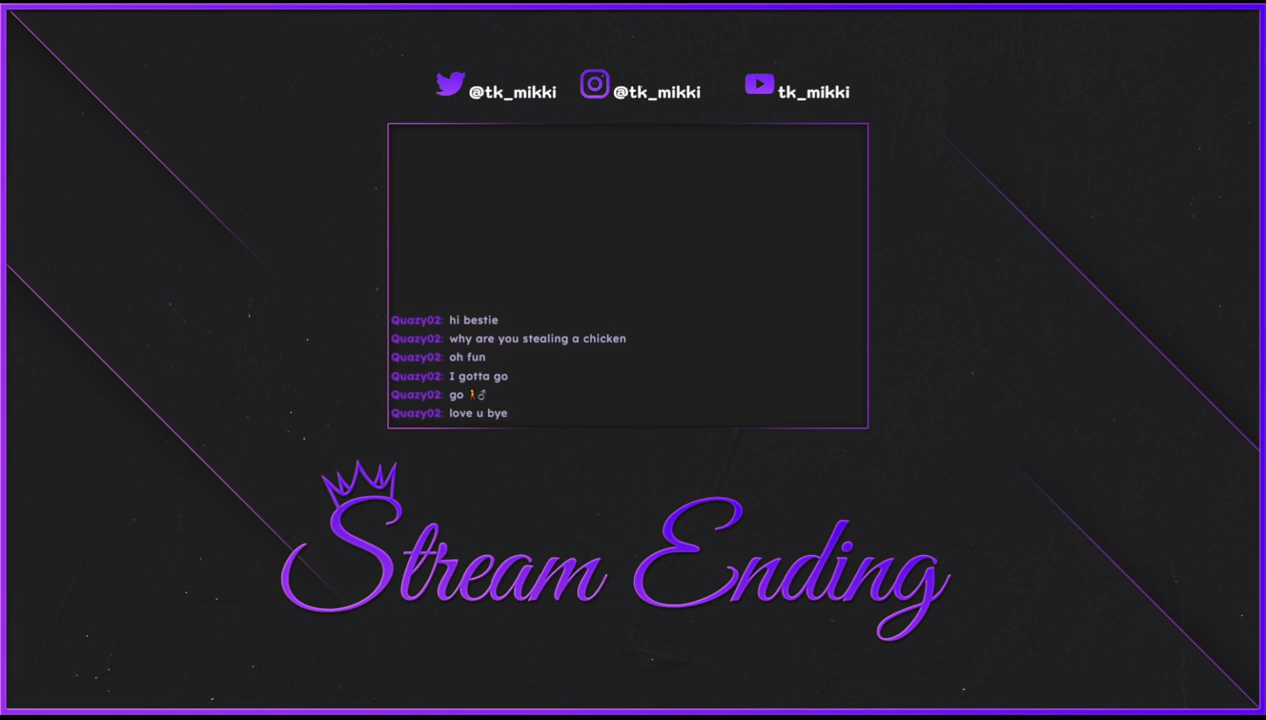 @tk_mikki @tk_mikki tk_mikki
Quazy02: hi bestie
Quazy02: why are you stealing a chicken
Quazy02: oh fun
Quazy02: I gotta go
Quazy02: go 🚶♂
Quazy02: love u bye
Stream Ending